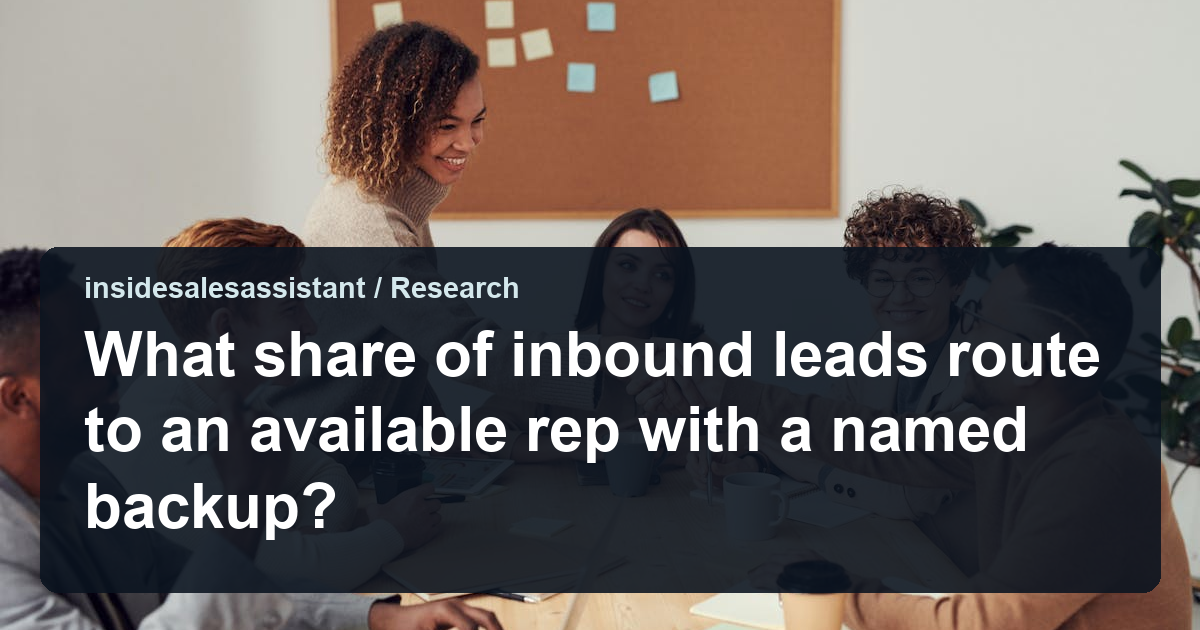 insidesalesassistant / Research
What share of inbound leads route
to an available rep with a named
backup?